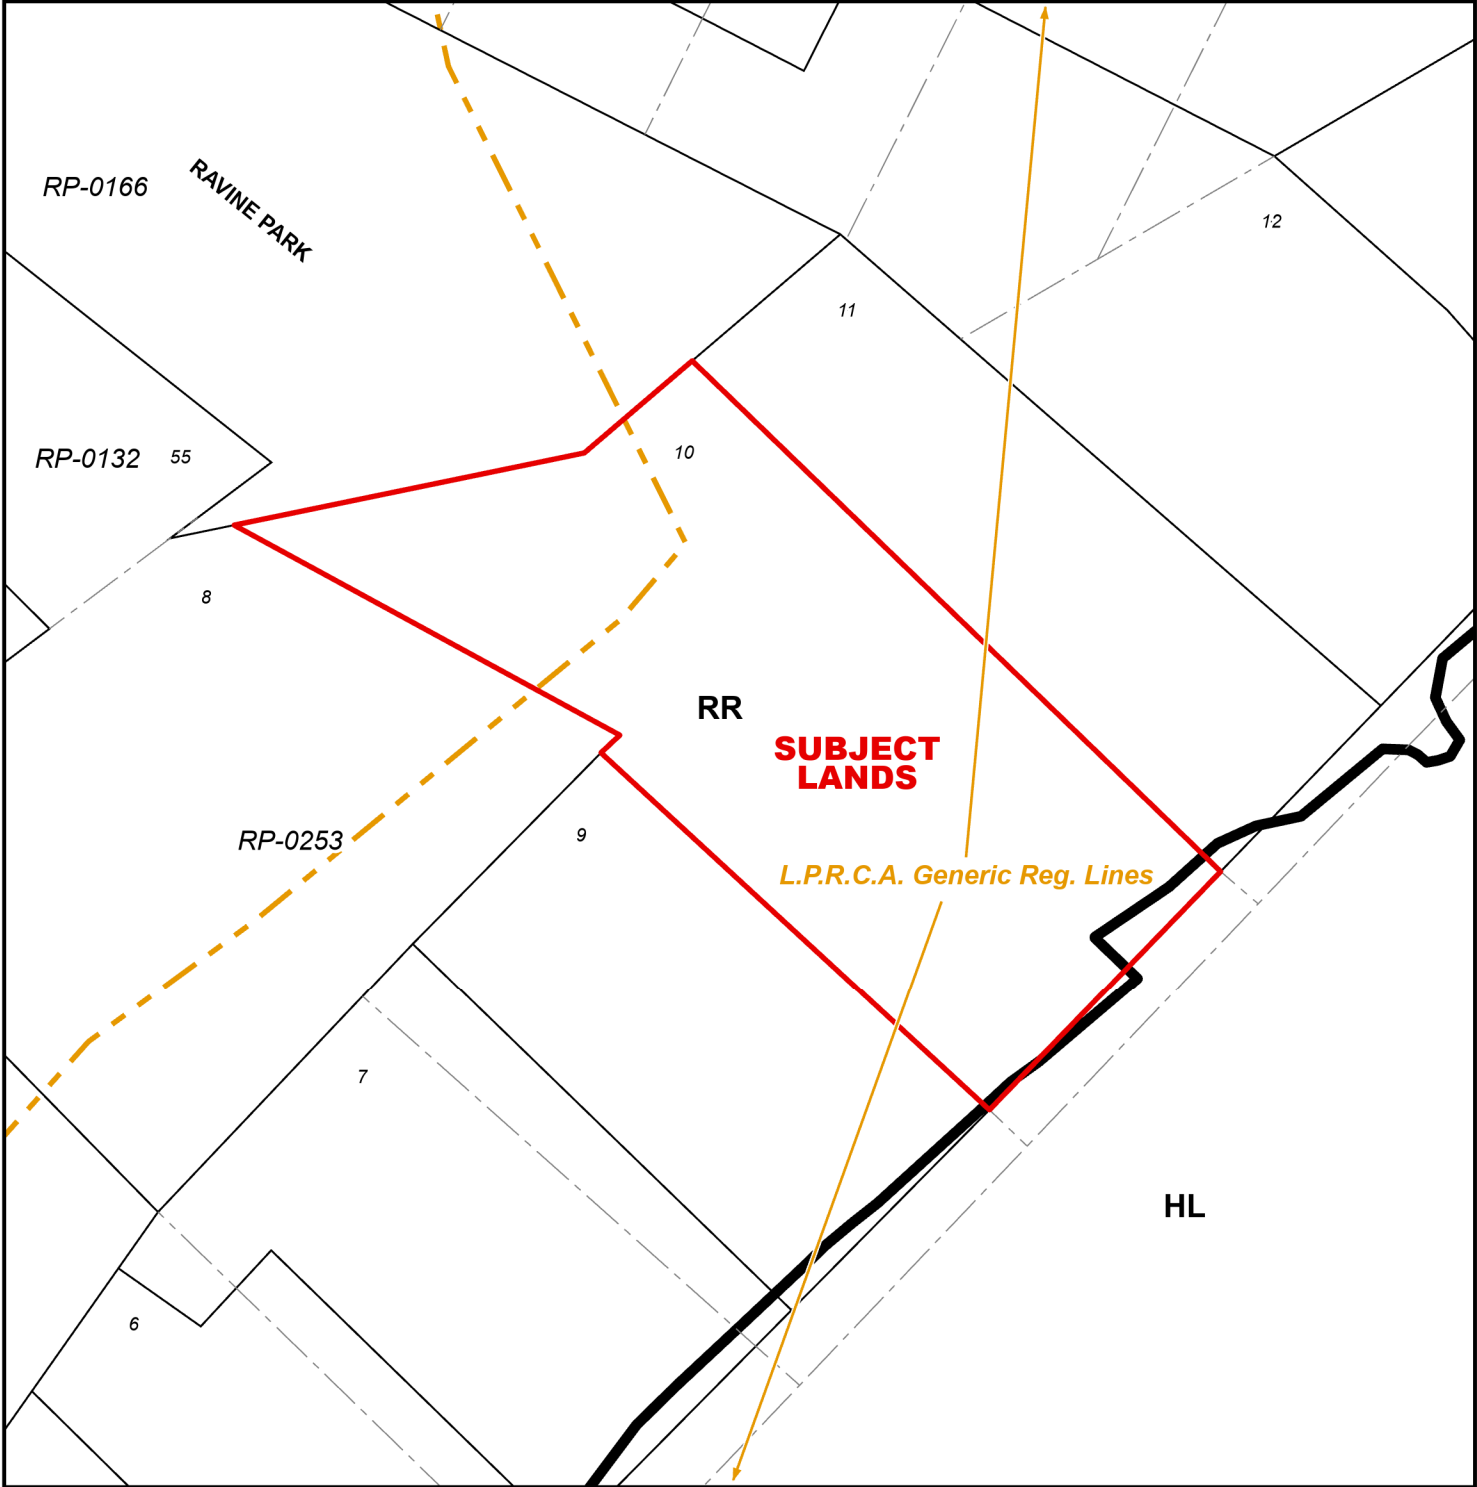 RP-0166
RAVINE PARK
12
11
10
RP-0132
55
8
RR
SUBJECT
LANDS
9
RP-0253
L.P.R.C.A. Generic Reg. Lines
7
HL
6